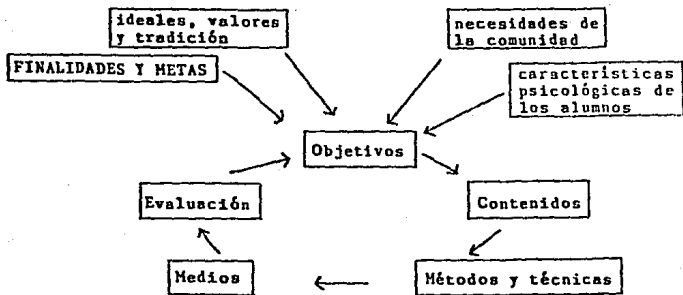 ideales, valores
y tradición
necesidades de
la comunidad
FINALIDADES Y METAS
características
psicológicas de
los alumnos
Objetivos
Evaluación
Contenidos
Medios
Métodos y técnicas